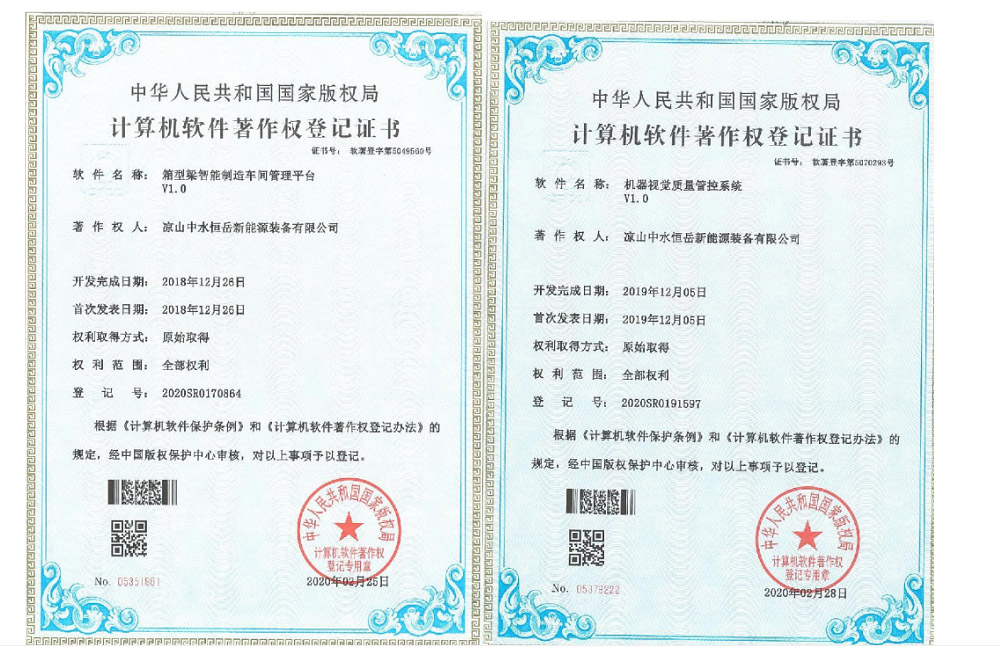 中华人民共和国国家版权局
计算机软件著作权登记证书
证书号： 软著登字第5049560号
软件名称： 箱型梁智能制造车间管理平台
V1.0
著作权人： 凉山中水恒岳新能源装备有限公司
开发完成日期： 2018年12月26日
首次发表日期： 2018年12月26日
权利取得方式： 原始取得
权利范围： 全部权利
登记号： 2020SR0170864
根据《计算机软件保护条例》和《计算机软件著作权登记办法》的
规定，经中国版权保护中心审核，对以上事项予以登记。
中华人民共和国国家版权局
计算机软件著作权
登记专用章
No. 05351861
2020年02月25日
中华人民共和国国家版权局
计算机软件著作权登记证书
证书号： 软著登字第5070293号
软件名称： 机器视觉质量管控系统
V1.0
著作权人： 凉山中水恒岳新能源装备有限公司
开发完成日期： 2019年12月05日
首次发表日期： 2019年12月05日
权利取得方式： 原始取得
权利范围： 全部权利
登记号： 2020SR0191597
根据《计算机软件保护条例》和《计算机软件著作权登记办法》的
规定，经中国版权保护中心审核，对以上事项予以登记。
中华人民共和国国家版权局
计算机软件著作权
登记专用章
No. 05379222
2020年02月28日